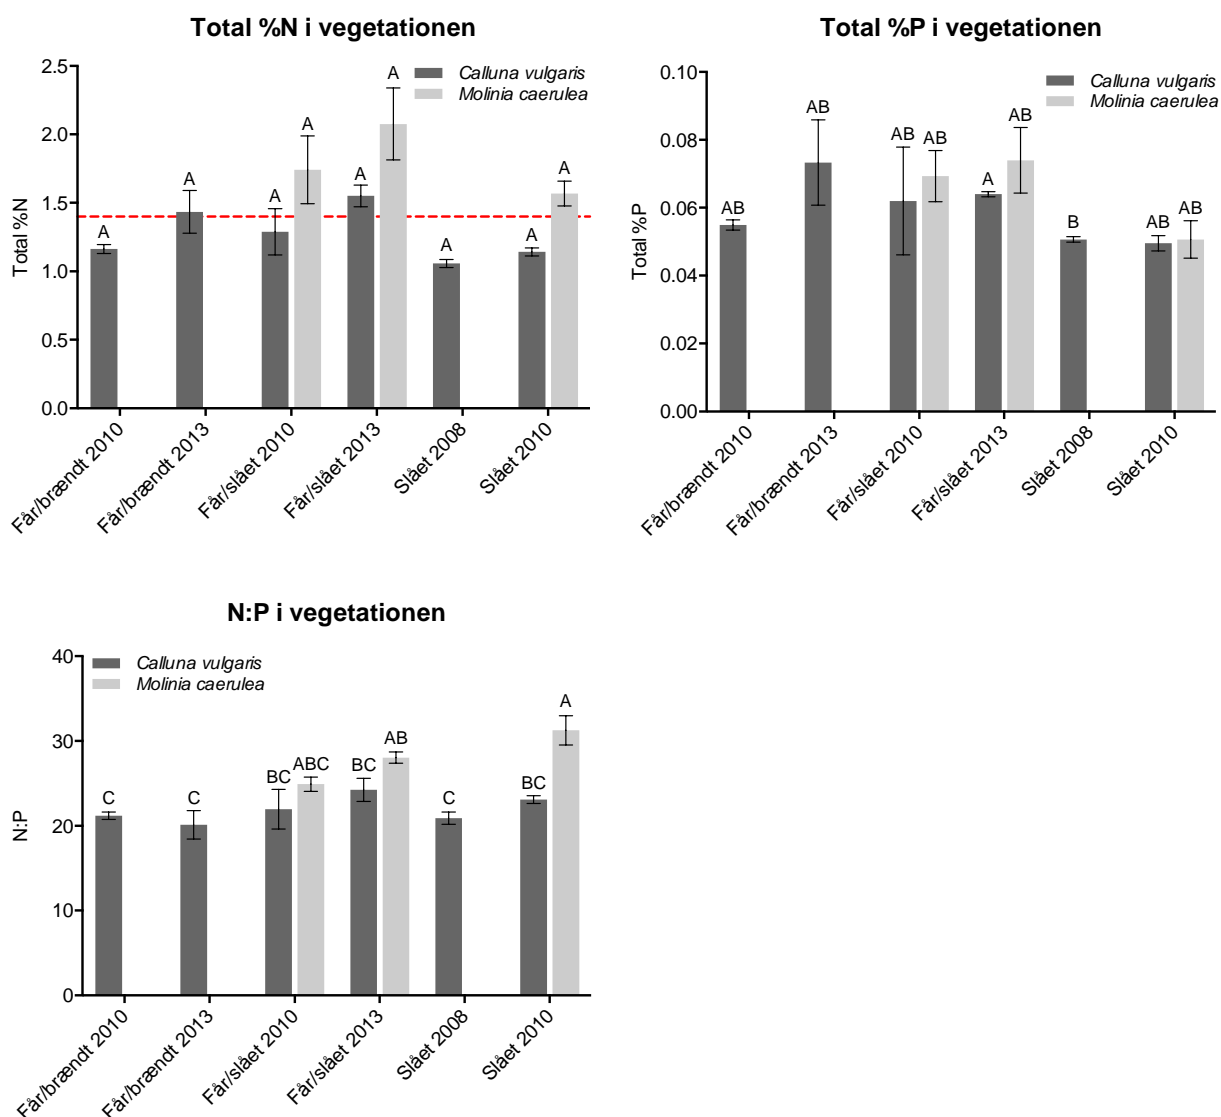 Total %N i vegetationen
Calluna vulgaris
Molinia caerulea
Total %N
2.5
2.0
1.5
1.0
0.5
0.0
A
A
A
A
A
A
A
A
A
Får/brændt 2010
Får/brændt 2013
Får/slået 2010
Får/slået 2013
Slået 2008
Slået 2010
Total %P i vegetationen
Calluna vulgaris
Molinia caerulea
Total %P
0.10
0.08
0.06
0.04
0.02
0.00
AB
AB
AB
AB
A
AB
B
AB
AB
Får/brændt 2010
Får/brændt 2013
Får/slået 2010
Får/slået 2013
Slået 2008
Slået 2010
N:P i vegetationen
Calluna vulgaris
Molinia caerulea
N:P
40
30
20
10
0
C
C
BC
ABC
BC
AB
C
BC
A
Får/brændt 2010
Får/brændt 2013
Får/slået 2010
Får/slået 2013
Slået 2008
Slået 2010